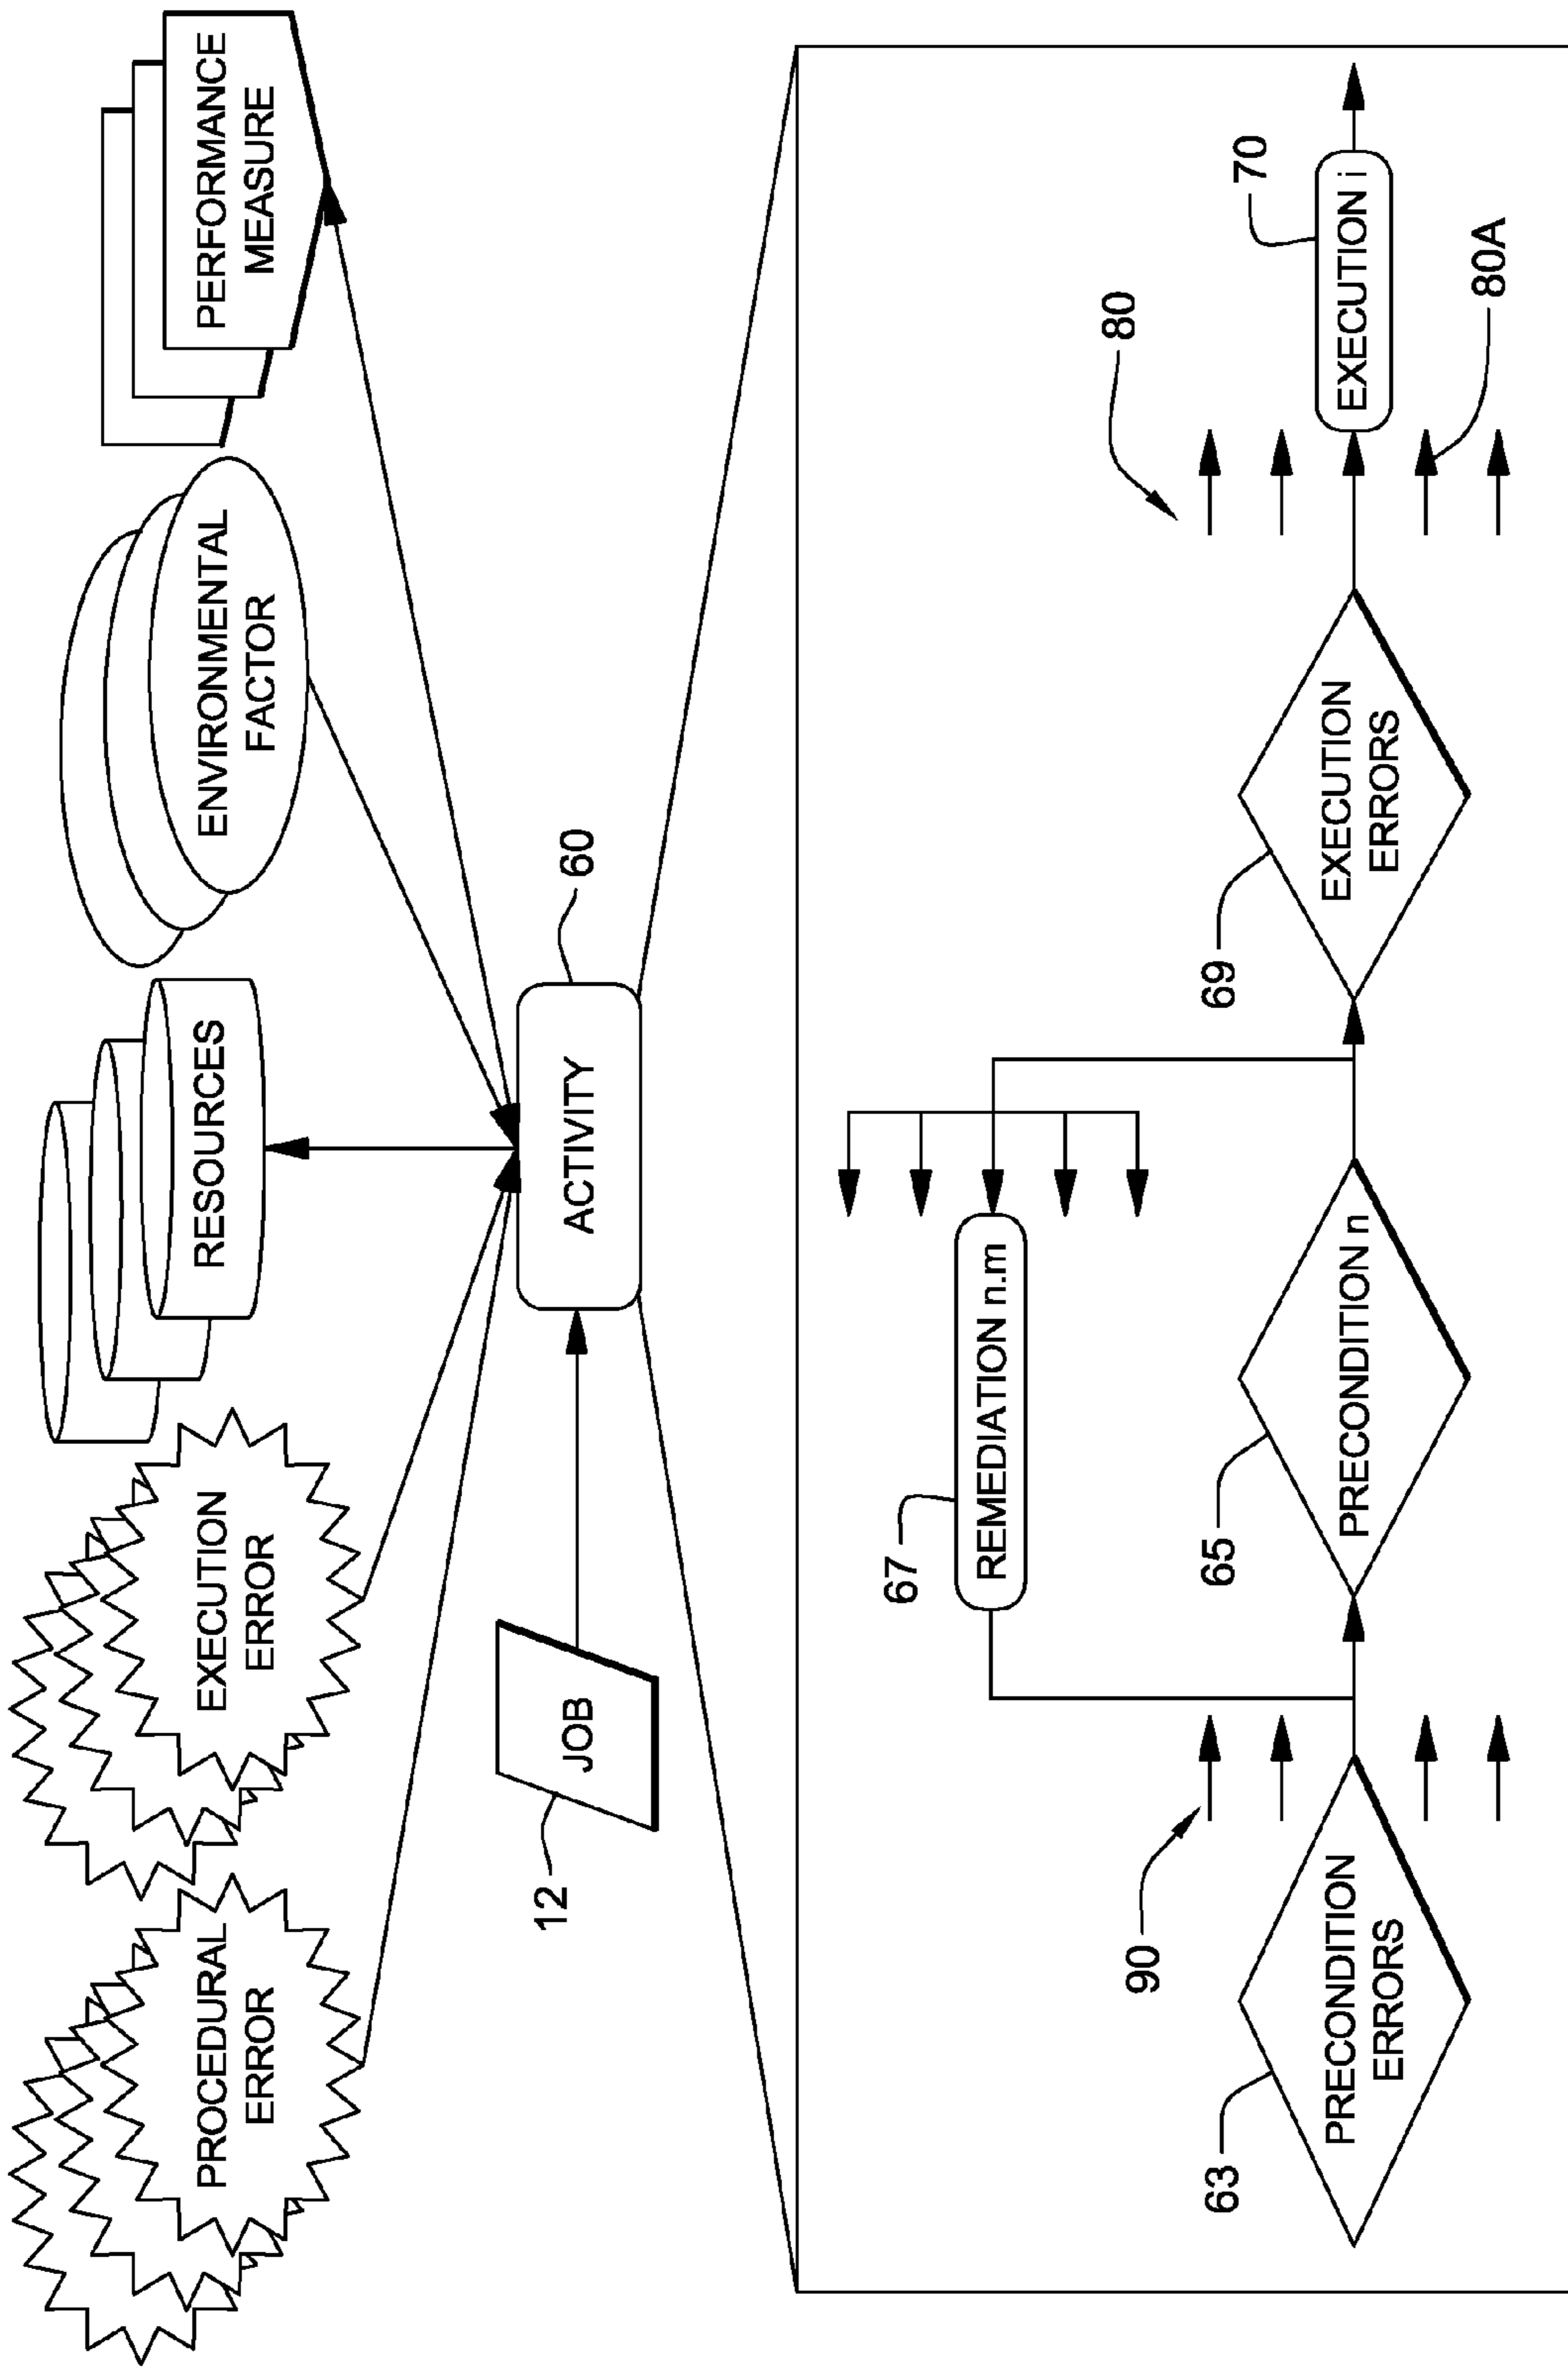 PROCEDURAL
ERROR
EXECUTION
ERROR
RESOURCES
ENVIRONMENTAL
FACTOR
PERFORMANCE
MEASURE
12
JOB
ACTIVITY
60
67
REMEDIATION n.m
90
80
63
PRECONDITION
ERRORS
65
PRECONDITION n
69
EXECUTION
ERRORS
70
EXECUTION i
80A